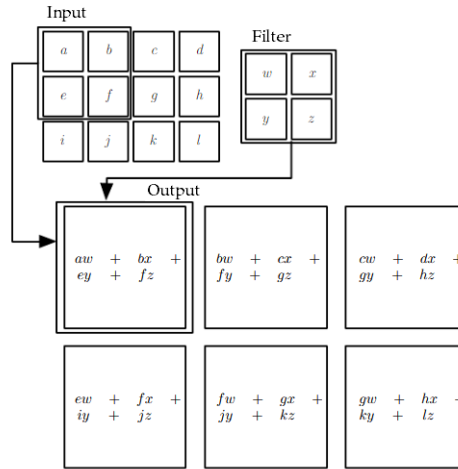 Input
a b c d
Filter
w x
e f g h
y z
i j k l
Output
aw + bx +
ey + fz
bw + cx +
fy + gz
cw + dx +
gy + hz
ew + fx +
iy + jz
fw + gx +
jy + kz
gw + hx +
ky + lz